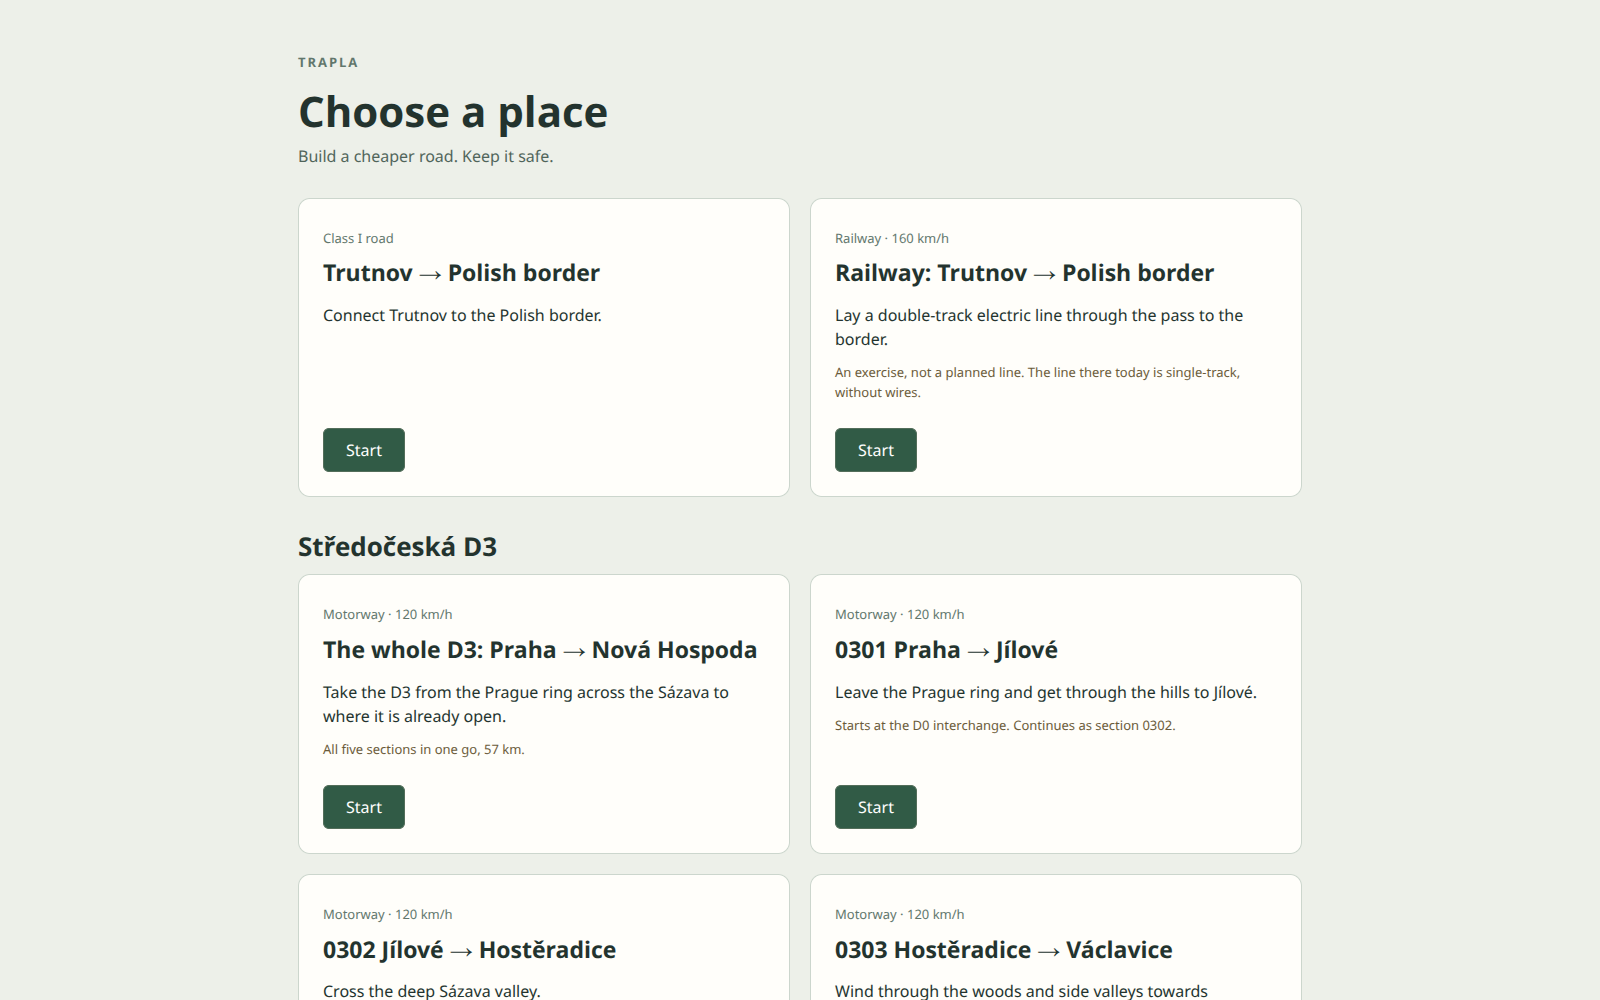 TRAPLA
Choose a place
Build a cheaper road. Keep it safe.
Class I road
Trutnov → Polish border
Connect Trutnov to the Polish border.
Start
Railway · 160 km/h
Railway: Trutnov → Polish border
Lay a double-track electric line through the pass to the
border.
An exercise, not a planned line. The line there today is single-track,
without wires.
Start
Středočeská D3
Motorway · 120 km/h
The whole D3: Praha → Nová Hospoda
Take the D3 from the Prague ring across the Sázava to
where it is already open.
All five sections in one go, 57 km.
Start
Motorway · 120 km/h
0301 Praha → Jílové
Leave the Prague ring and get through the hills to Jílové.
Starts at the D0 interchange. Continues as section 0302.
Start
Motorway · 120 km/h
0302 Jílové → Hostěradice
Cross the deep Sázava valley.
Motorway · 120 km/h
0303 Hostěradice → Václavice
Wind through the woods and side valleys towards